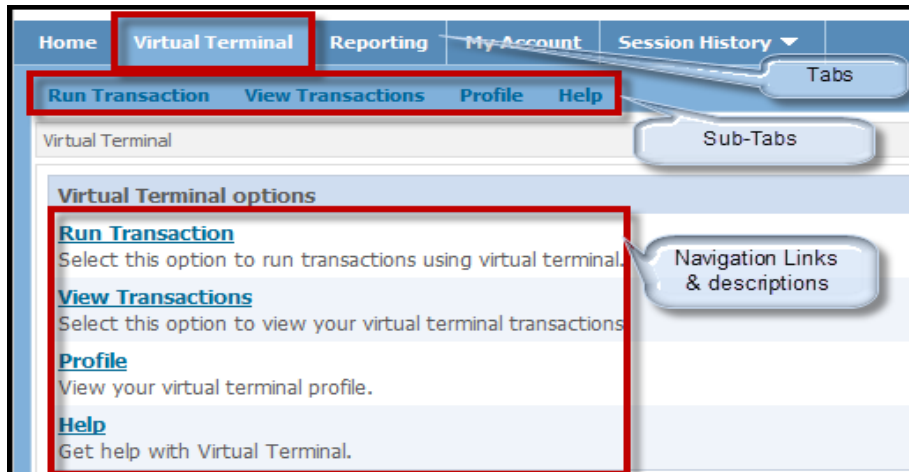 Home Virtual Terminal Reporting My Account Session History
Tabs
Run Transaction View Transactions Profile Help
Sub-Tabs
Virtual Terminal
Virtual Terminal options
Run Transaction
Select this option to run transactions using virtual terminal.
Navigation Links
& descriptions
View Transactions
Select this option to view your virtual terminal transactions
Profile
View your virtual terminal profile.
Help
Get help with Virtual Terminal.